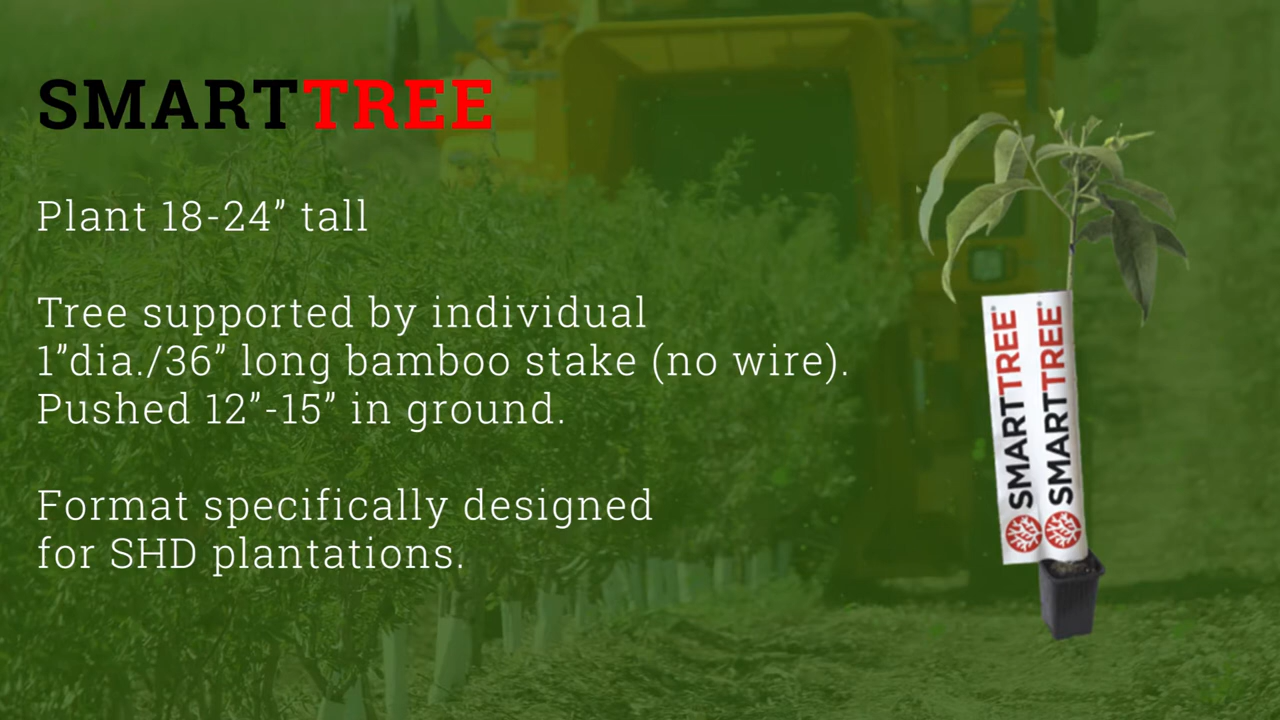 SMARTTREE
Plant 18-24” tall
Tree supported by individual
1”dia./36” long bamboo stake (no wire).
Pushed 12”-15” in ground.
Format specifically designed
for SHD plantations.
SMARTTREE®
SMARTTREE®